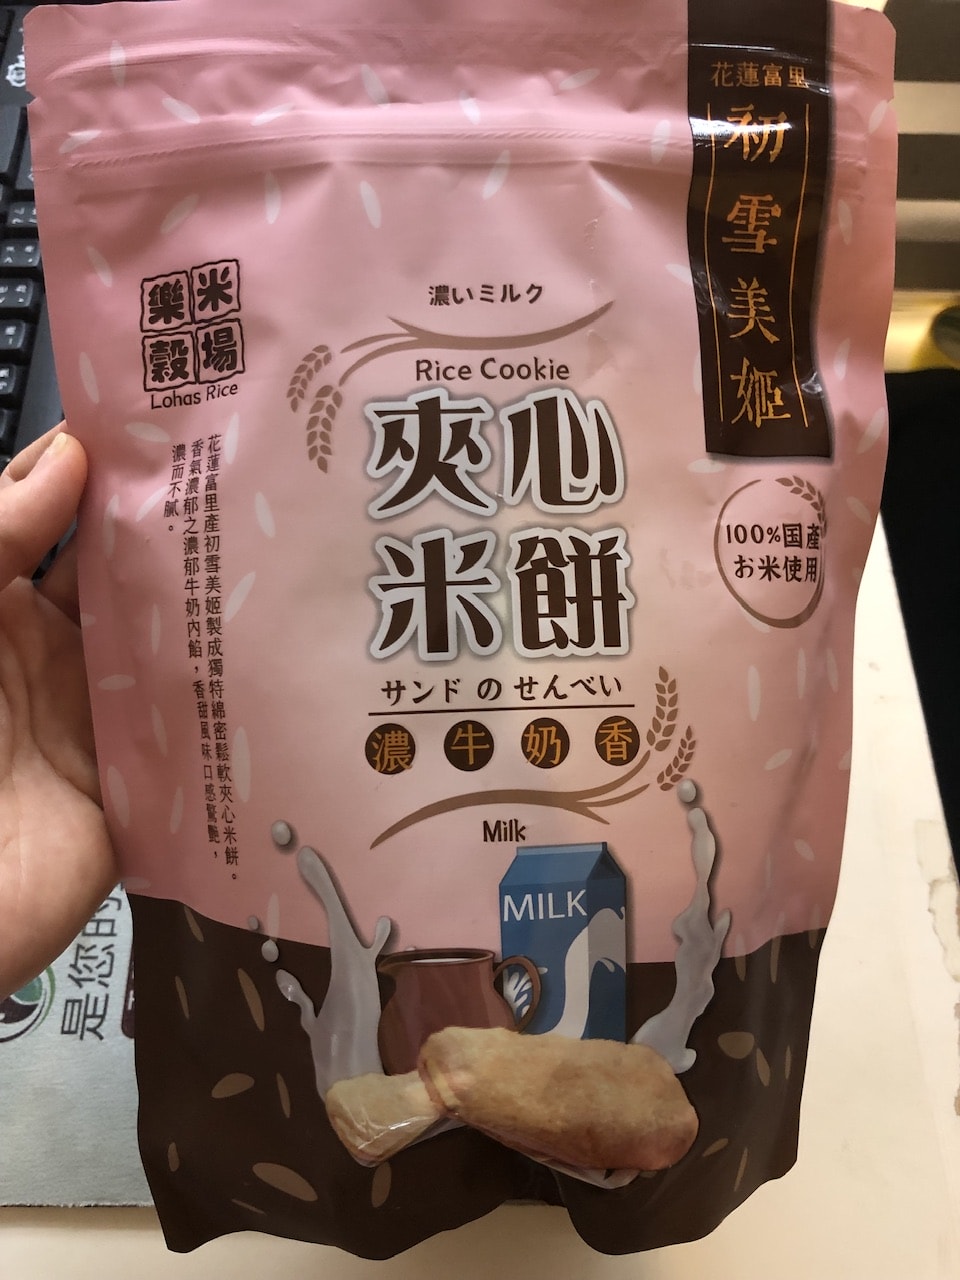 花蓮富里
初雪美姬
樂米
穀場
Lohas Rice
濃いミルク
Rice Cookie
夾心
米餅
サンド の せんべい
濃牛奶香
Milk
100%国産
お米使用
花蓮富里產初雪美姬製成獨特綿密鬆軟夾心米餅。
香氣濃郁之濃郁牛奶內餡，香甜風味口感驚艷，
濃而不膩。
MILK
是您的